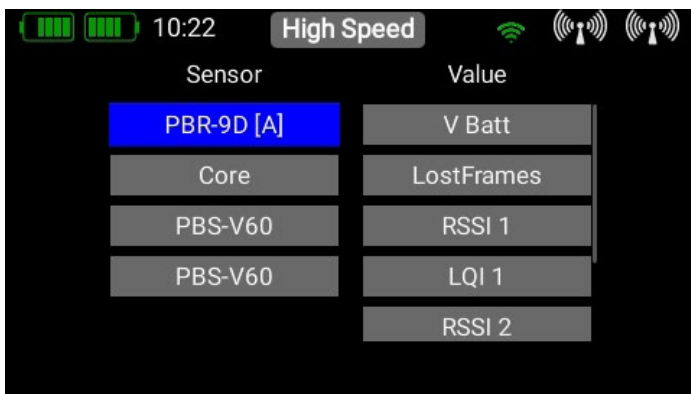 10:22 High Speed
Sensor Value
PBR-9D [A] V Batt
Core LostFrames
PBS-V60 RSSI 1
PBS-V60 LQI 1
RSSI 2